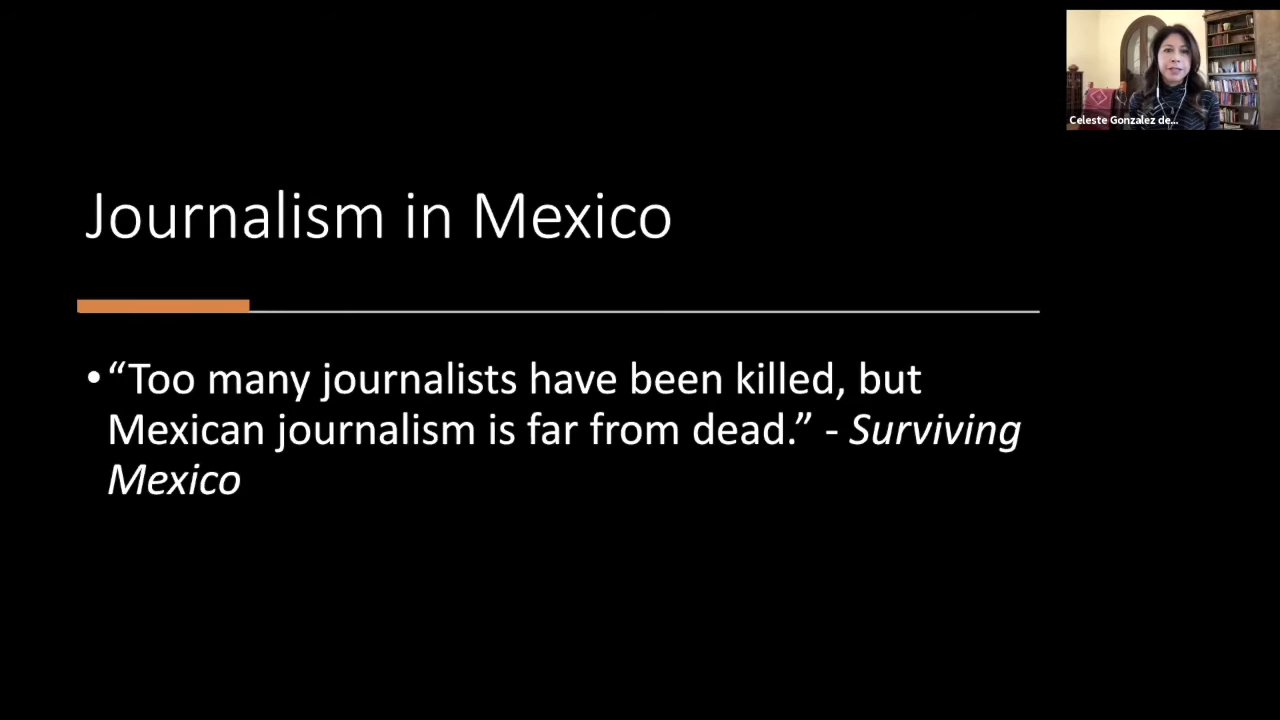 Celeste Gonzalez de...
Journalism in Mexico
•“Too many journalists have been killed, but
Mexican journalism is far from dead.” - Surviving
Mexico